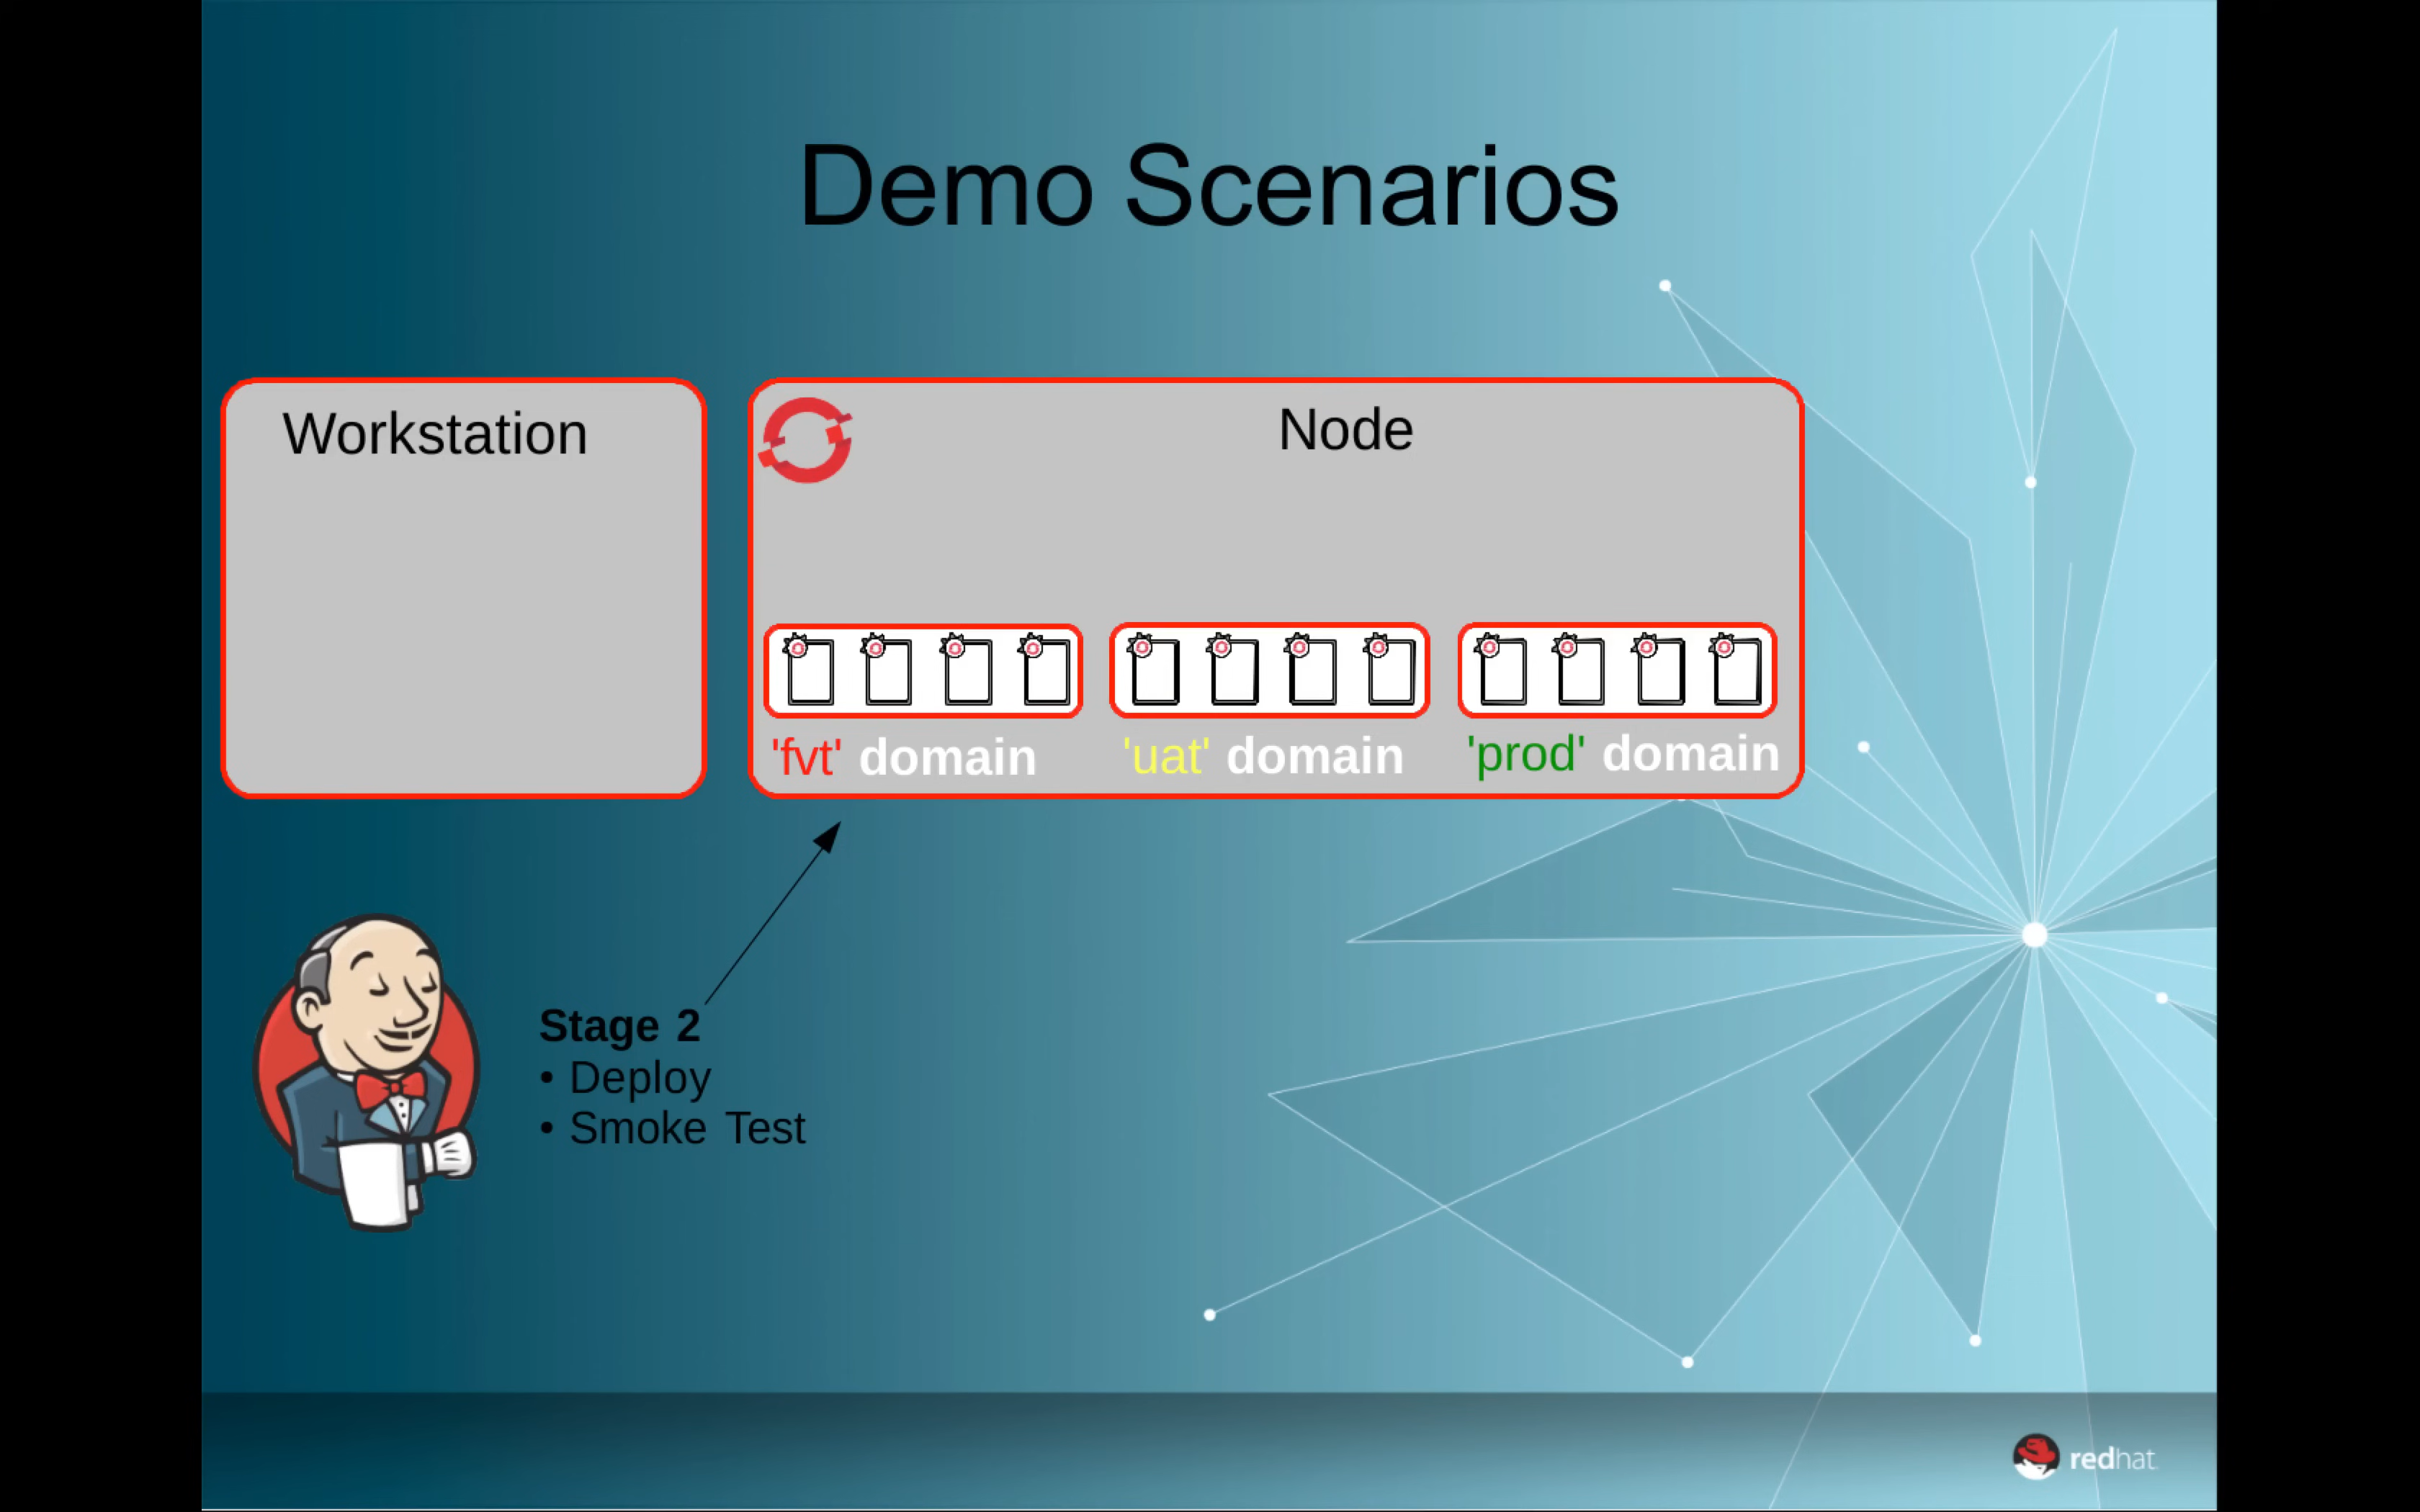 Demo Scenarios
Workstation
Node
'fvt' domain
'uat' domain
'prod' domain
Stage 2
• Deploy
• Smoke Test
redhat.